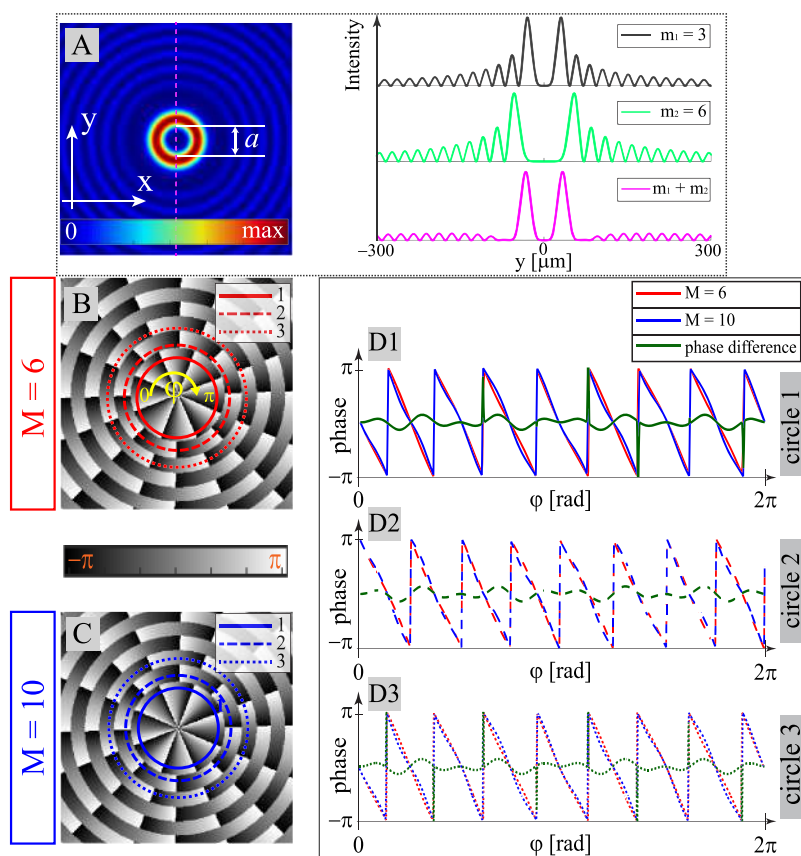 A
y
x
a
0
max
Intensity
m₁ = 3
m₂ = 6
m₁ + m₂
−300
0
300
y [μm]
M = 6
B
1
2
3
0
φ
π
−π
π
M = 10
C
1
2
3
M = 6
M = 10
phase difference
D1
π
phase
−π
0
φ [rad]
2π
circle 1
D2
π
phase
−π
0
φ [rad]
2π
circle 2
D3
π
phase
−π
0
φ [rad]
2π
circle 3